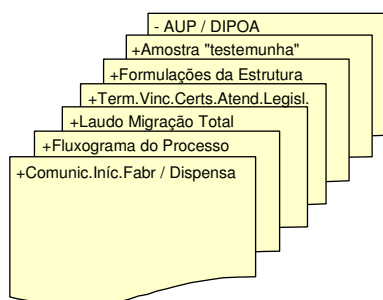 - AUP / DIPOA
+Amostra "testemunha"
+Formulações da Estrutura
+Term.Vinc.Certs.Atend.Legisl.
+Laudo Migração Total
+Fluxograma do Processo
+Comunic.Iníc.Fabr / Dispensa